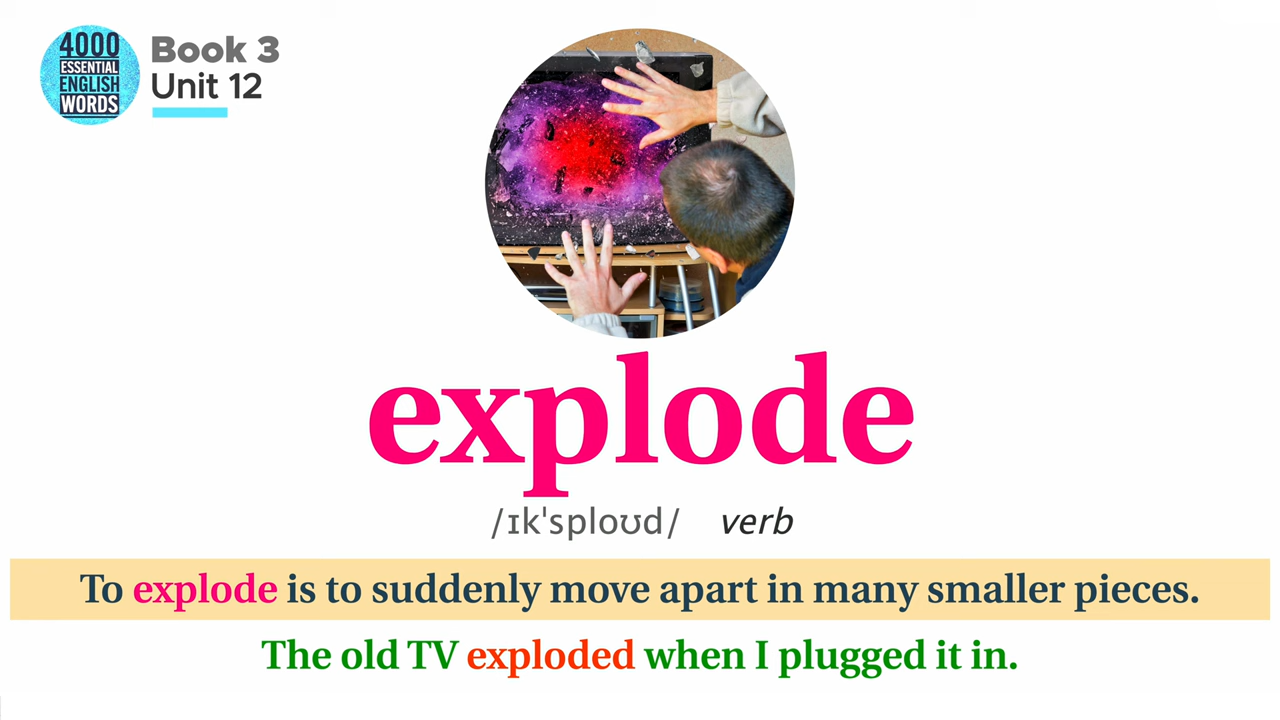 4000
ESSENTIAL
ENGLISH
WORDS
Book 3
Unit 12
explode
/ɪk'sploʊd/ verb
To explode is to suddenly move apart in many smaller pieces.
The old TV exploded when I plugged it in.